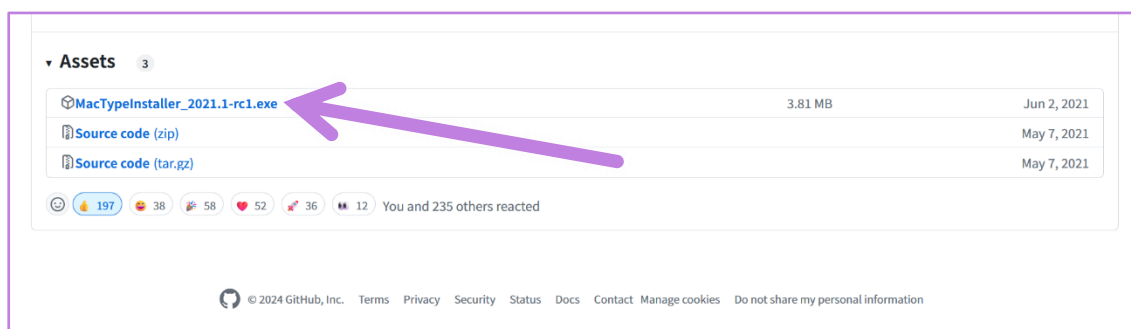 Assets 3
MacTypeInstaller_2021.1-rc1.exe 3.81 MB Jun 2, 2021
Source code (zip) May 7, 2021
Source code (tar.gz) May 7, 2021
197 38 58 52 36 12 You and 235 others reacted
© 2024 GitHub, Inc. Terms Privacy Security Status Docs Contact Manage cookies Do not share my personal information